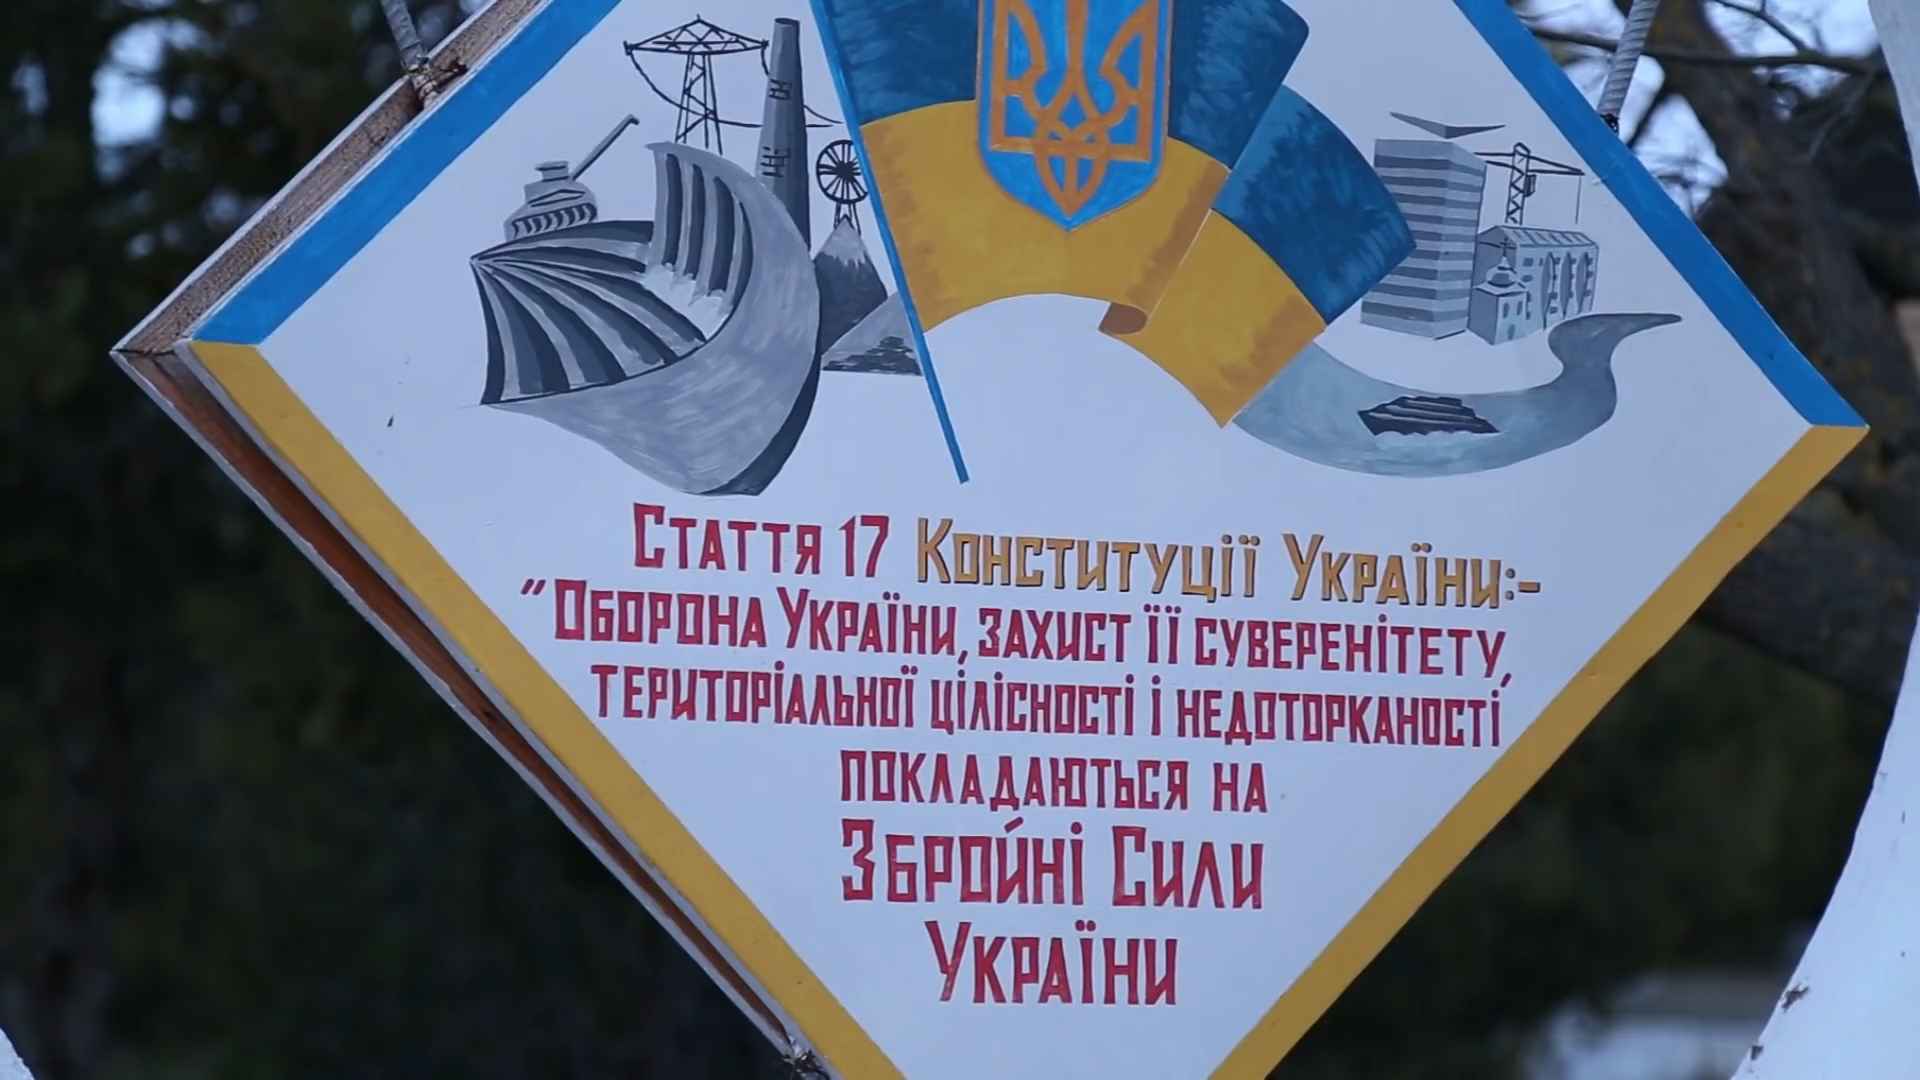 Стаття 17 Конституції України:-
"Оборона України, захист її суверенітету,
територіальної цілісності і недоторканості
покладаються на
Збройні Сили
України